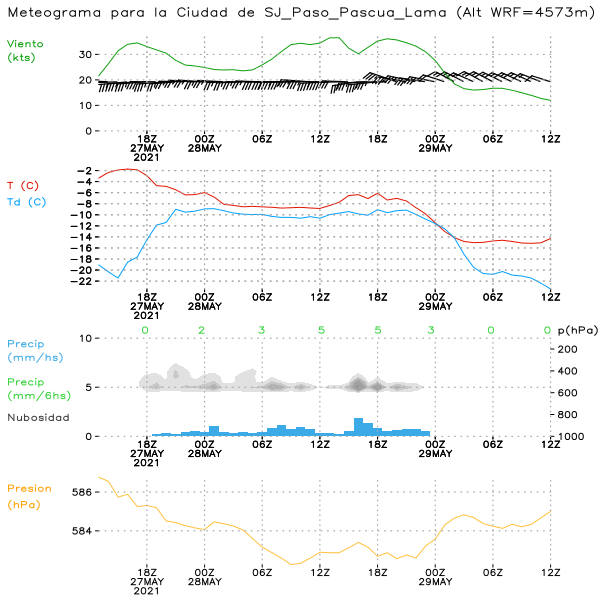 Meteograma para la Ciudad de SJ_Paso_Pascua_Lama (Alt WRF=4573m)
Viento
(kts)
30
20
10
0
18Z 00Z 06Z 12Z 18Z 00Z 06Z 12Z
27MAY 28MAY 29MAY
2021
T (C)
Td (C)
-2
-4
-6
-8
-10
-12
-14
-16
-18
-20
-22
18Z 00Z 06Z 12Z 18Z 00Z 06Z 12Z
27MAY 28MAY 29MAY
2021
0 2 3 5 5 3 0 0 p(hPa)
Precip
(mm/hs)
Precip
(mm/6hs)
Nubosidad
10
5
0
200
400
600
800
1000
18Z 00Z 06Z 12Z 18Z 00Z 06Z 12Z
27MAY 28MAY 29MAY
2021
Presion
(hPa)
586
584
18Z 00Z 06Z 12Z 18Z 00Z 06Z 12Z
27MAY 28MAY 29MAY
2021